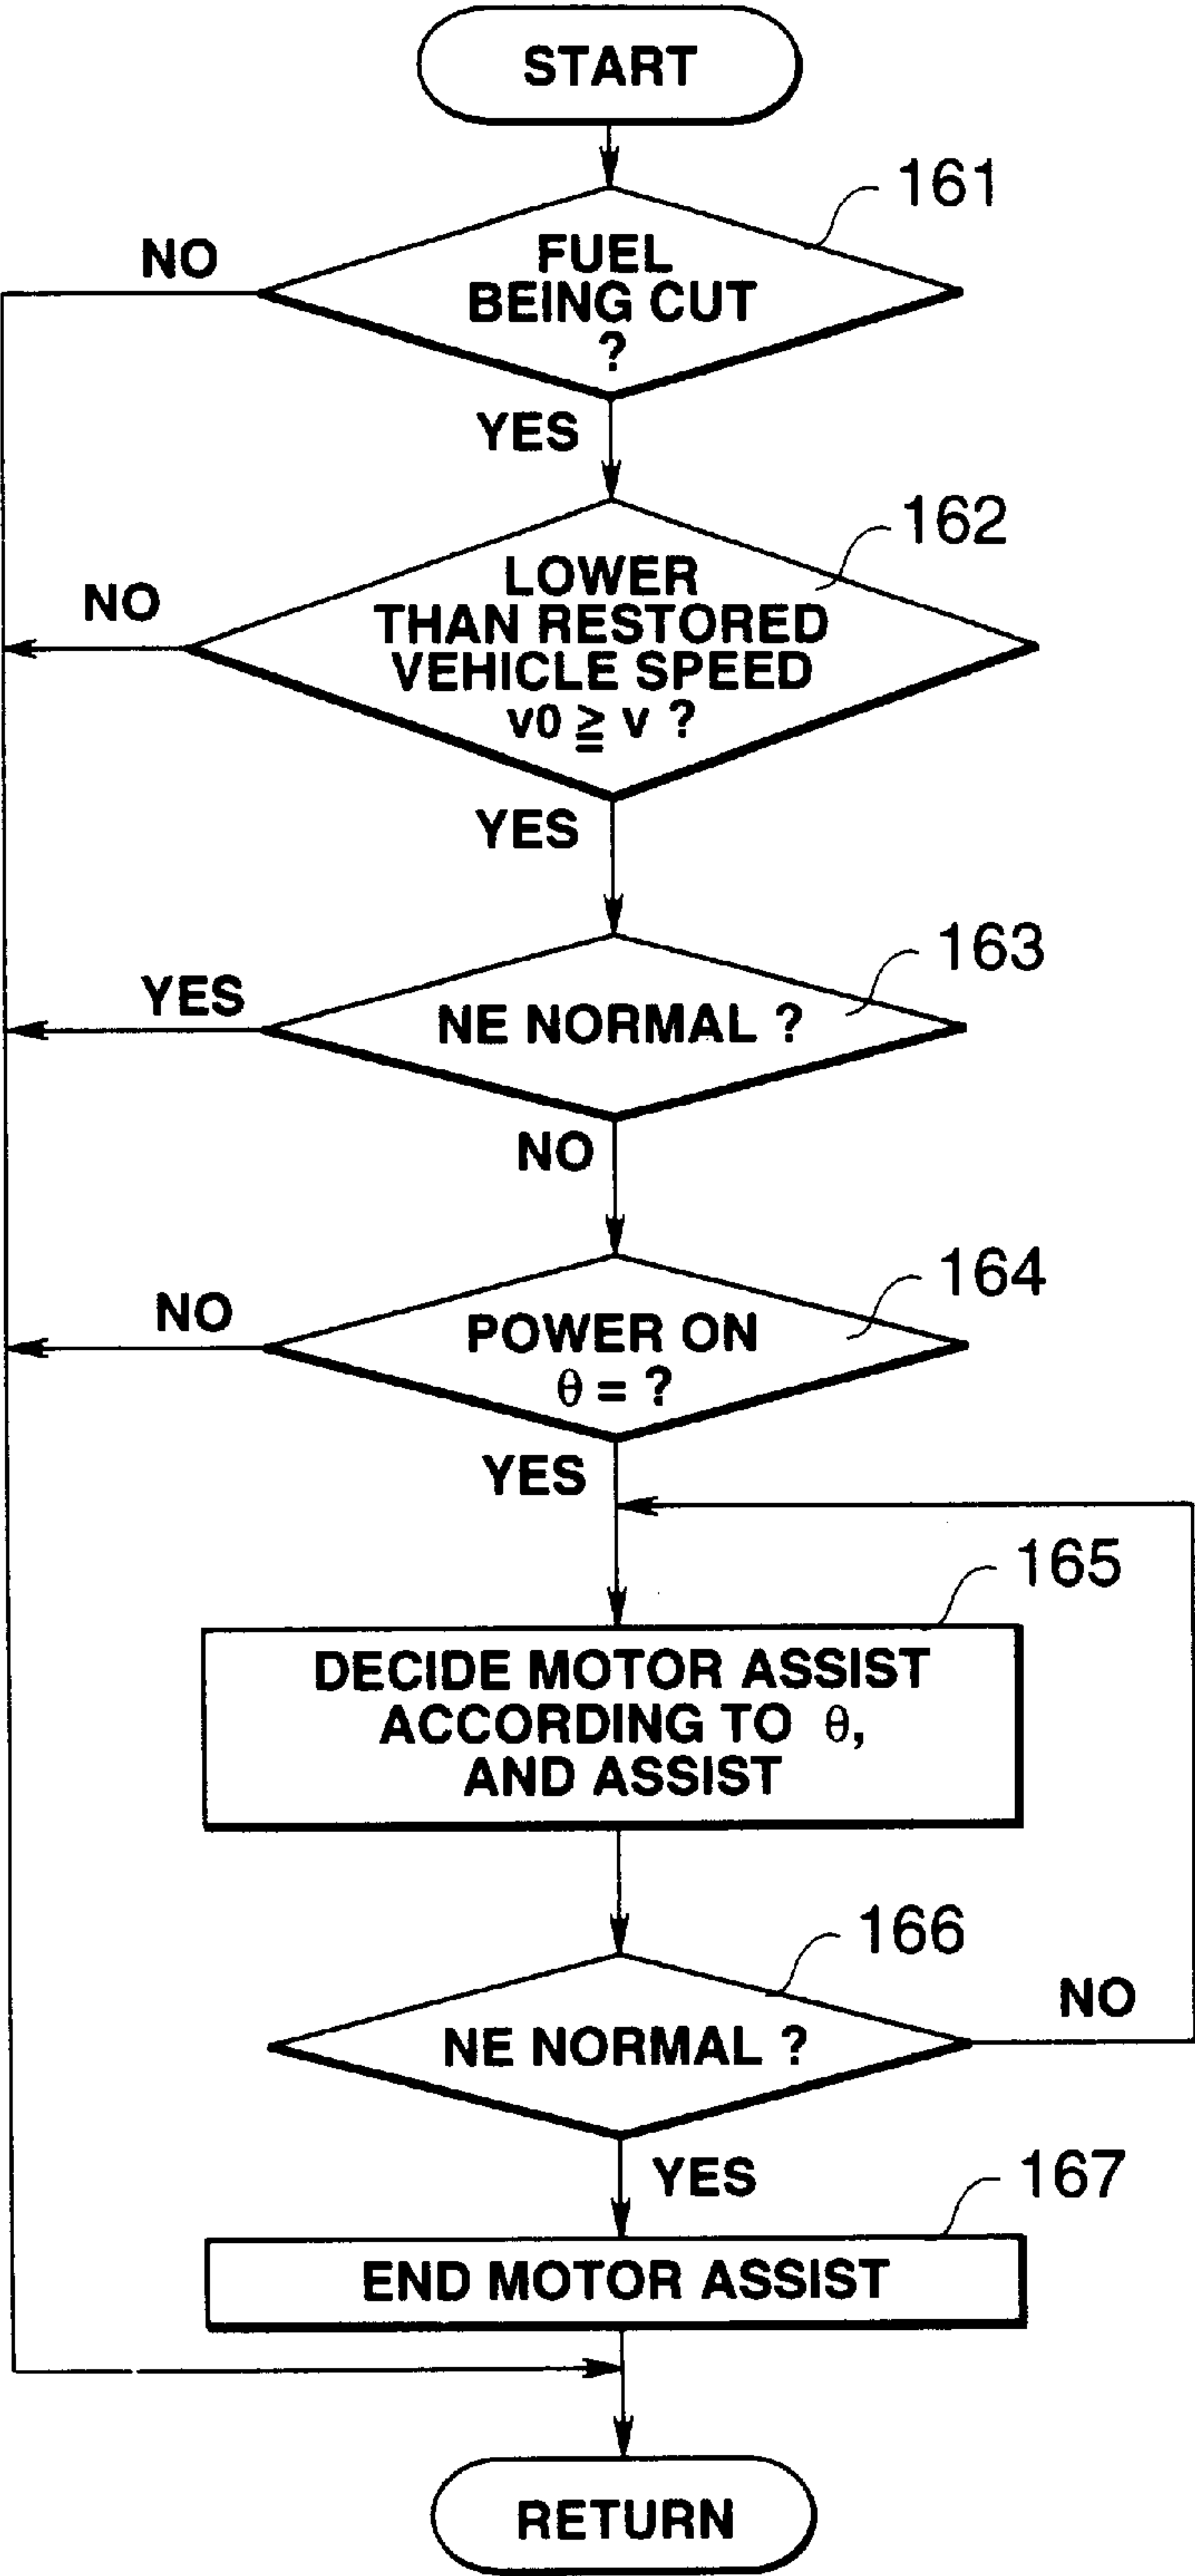 START
161
NO
FUEL
BEING CUT
?
YES
162
NO
LOWER
THAN RESTORED
VEHICLE SPEED
v0 ≧ v ?
YES
163
YES
NE NORMAL ?
NO
164
NO
POWER ON
θ = ?
YES
165
DECIDE MOTOR ASSIST
ACCORDING TO θ,
AND ASSIST
166
NO
NE NORMAL ?
YES
167
END MOTOR ASSIST
RETURN